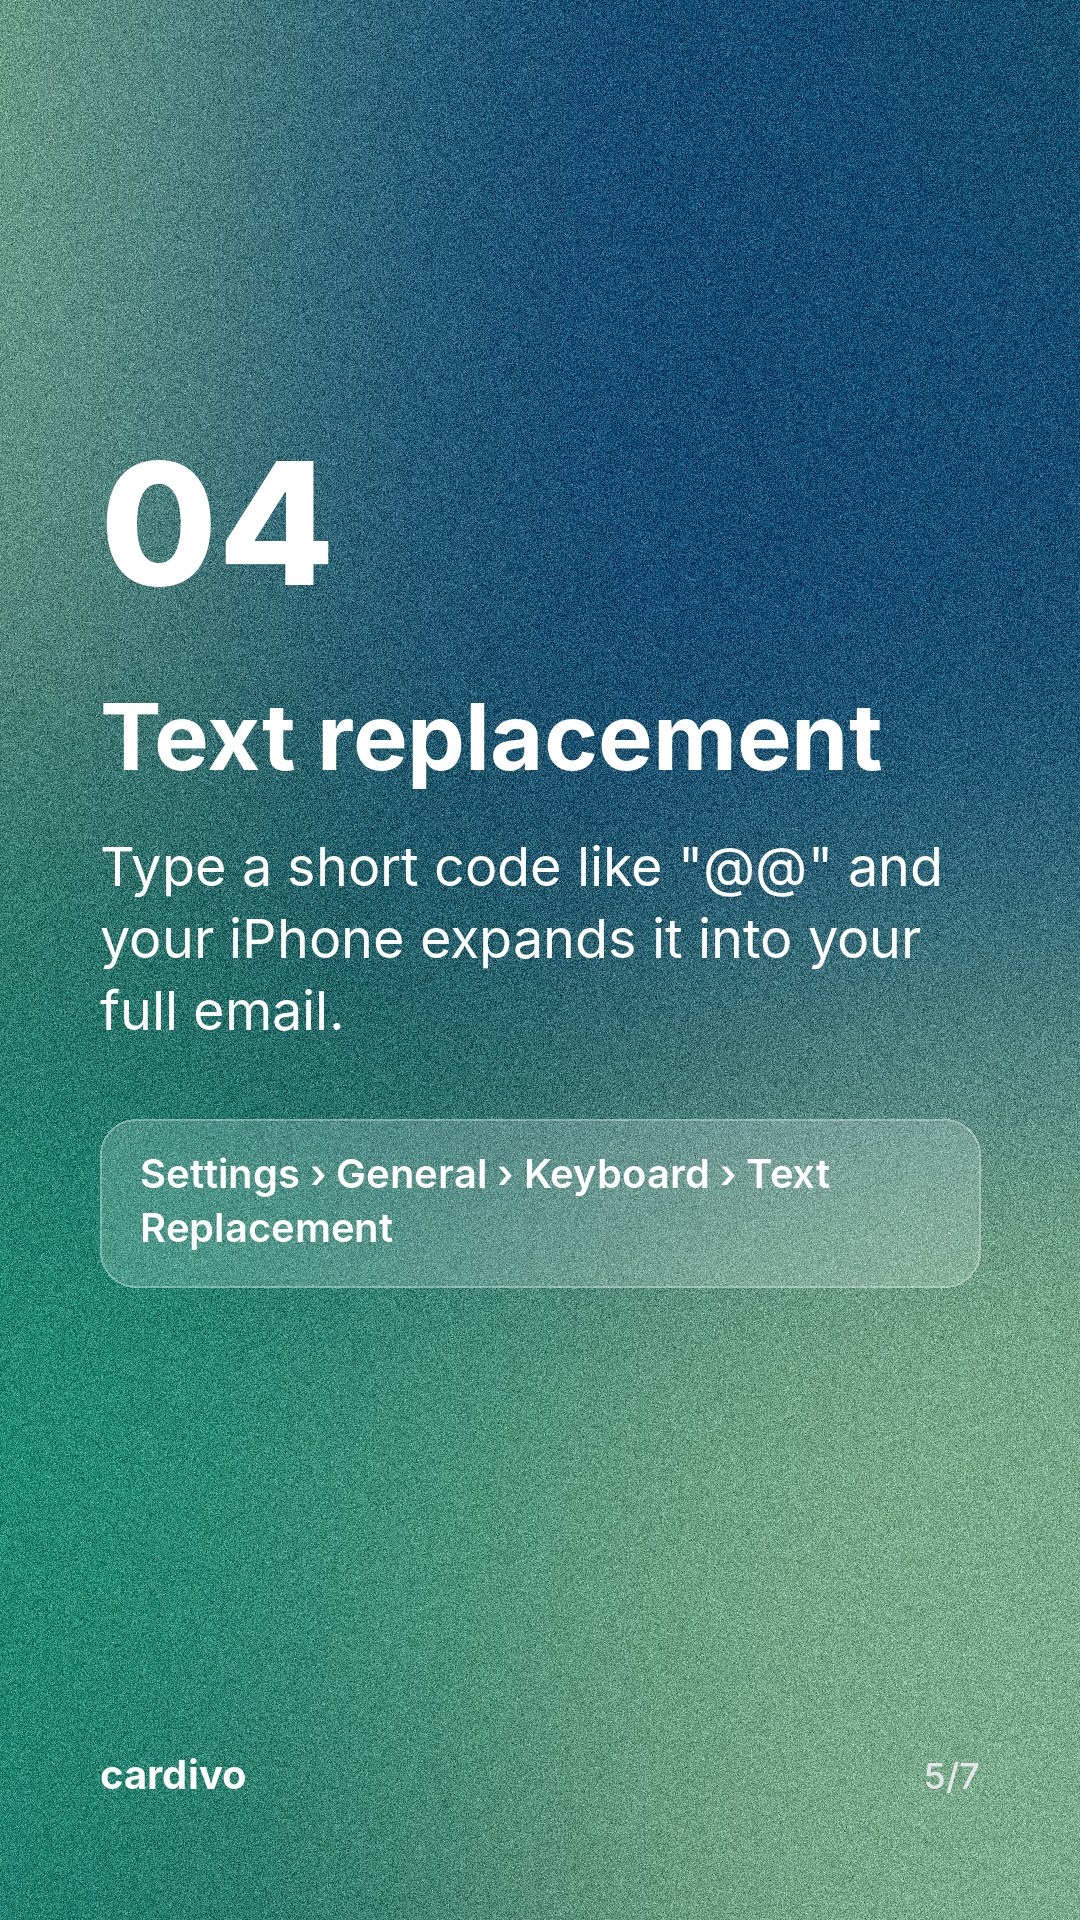 04
Text replacement
Type a short code like "@@" and
your iPhone expands it into your
full email.
Settings › General › Keyboard › Text
Replacement
cardivo
5/7